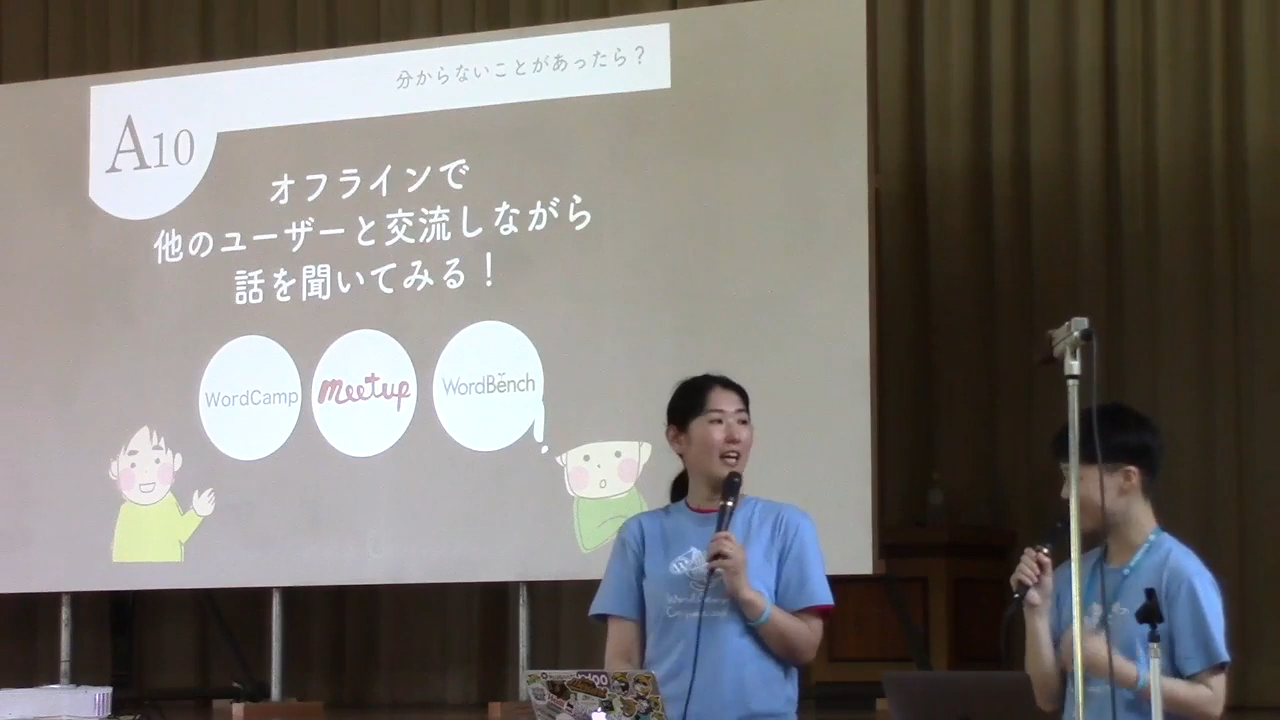 分からないことがあったら？
A10
オフラインで
他のユーザーと交流しながら
話を聞いてみる！
WordCamp
meetup
WordBench
WordCamp